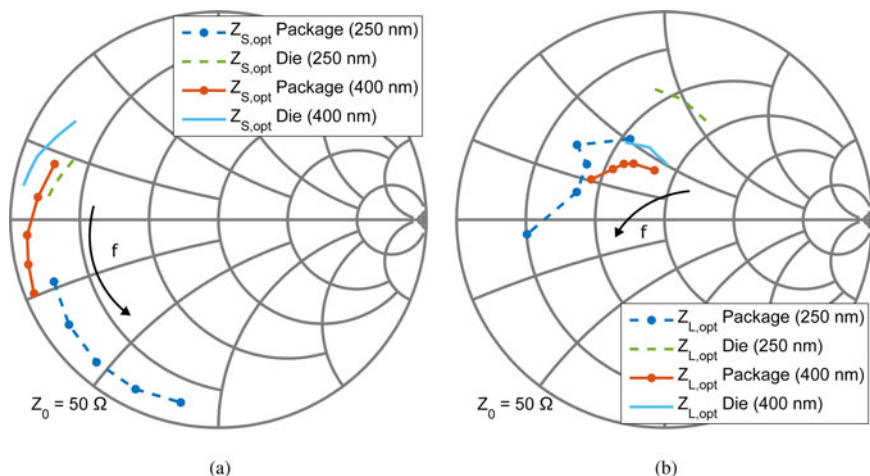 Z_S,opt Package (250 nm)
Z_S,opt Die (250 nm)
Z_S,opt Package (400 nm)
Z_S,opt Die (400 nm)
f
Z_0 = 50 Ω
(a)
f
Z_L,opt Package (250 nm)
Z_L,opt Die (250 nm)
Z_L,opt Package (400 nm)
Z_L,opt Die (400 nm)
Z_0 = 50 Ω
(b)